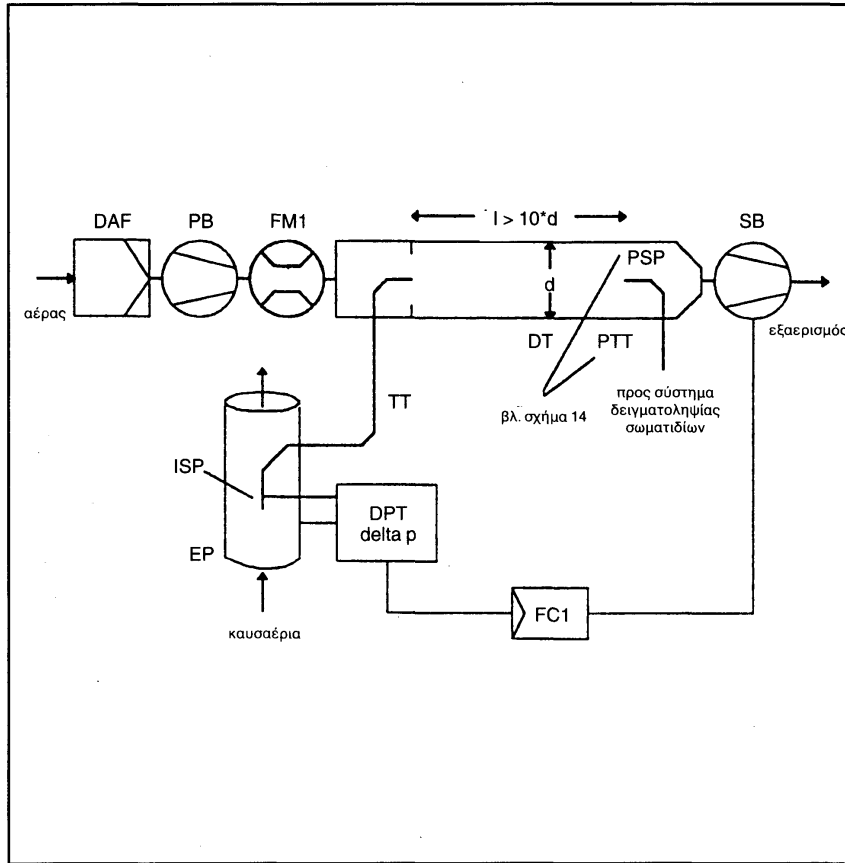 l > 10*d
DAF
PB
FM1
SB
PSP
d
αέρας
εξαερισμός
DT
PTT
TT
βλ. σχήμα 14
προς σύστημα
δειγματοληψίας
σωματιδίων
ISP
DPT
delta p
EP
FC1
καυσαέρια